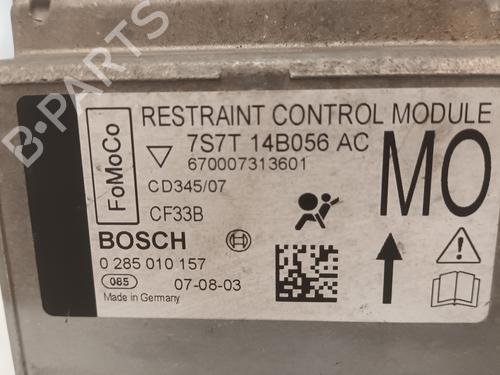 RESTRAINT CONTROL MODULE
FoMoCo
7S7T 14B056 AC
670007313601
MO
CD345/07
CF33B
BOSCH
0 285 010 157
085
07-08-03
Made in Germany
B-PARTS